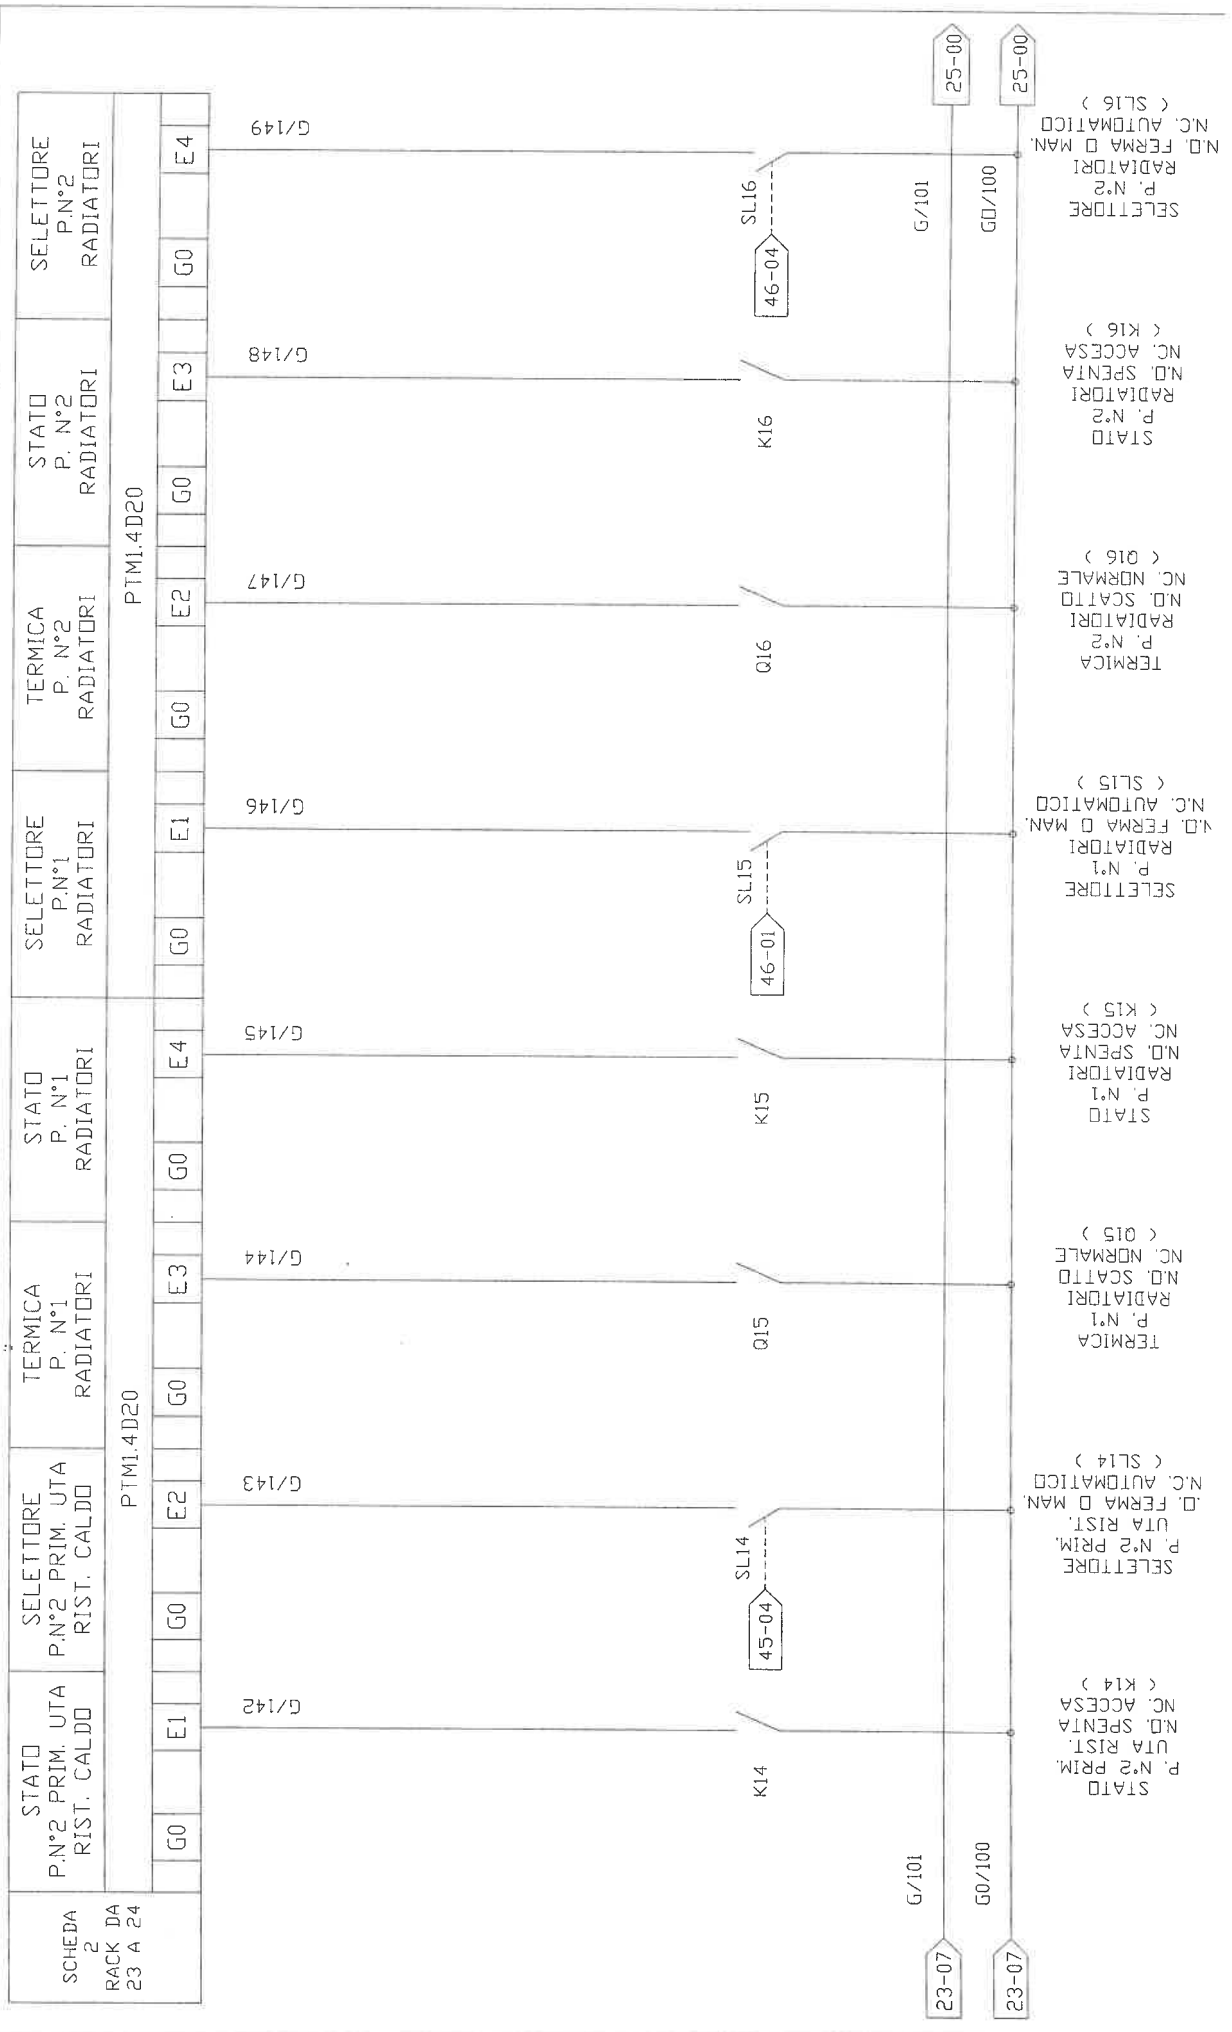 SCHEDA
2
RACK DA
23 A 24
STATO
P.N°2 PRIM. UTA
RIST. CALDO
SELETTORE
P.N°2 PRIM. UTA
RIST. CALDO
TERMICA
P. N°1
RADIATORI
STATO
P. N°1
RADIATORI
SELETTORE
P.N°1
RADIATORI
TERMICA
P. N°2
RADIATORI
STATO
P. N°2
RADIATORI
SELETTORE
P.N°2
RADIATORI
PTM1.4D20
PTM1.4D20
G0
E1
G0
E2
G0
E3
G0
E4
G0
E1
G0
E2
G0
E3
G0
E4
G/142
G/143
G/144
G/145
G/146
G/147
G/148
G/149
K14
SL14
45-04
Q15
K15
SL15
46-01
Q16
K16
SL16
46-04
23-07
G/101
G/101
25-00
23-07
G0/100
G0/100
25-00
STATO
P. N°2 PRIM.
UTA RIST.
N.O. SPENTA
NC. ACCESA
( K14 )
SELETTORE
P. N°2 PRIM.
UTA RIST.
.O. FERMA O MAN.
N.C. AUTOMATICO
( SL14 )
TERMICA
P. N°1
RADIATORI
N.O. SCATTO
NC. NORMALE
( Q15 )
STATO
P. N°1
RADIATORI
N.O. SPENTA
NC. ACCESA
( K15 )
SELETTORE
P. N°1
RADIATORI
N.O. FERMA O MAN.
N.C. AUTOMATICO
( SL15 )
TERMICA
P. N°2
RADIATORI
N.O. SCATTO
NC. NORMALE
( Q16 )
STATO
P. N°2
RADIATORI
N.O. SPENTA
NC. ACCESA
( K16 )
SELETTORE
P. N°2
RADIATORI
N.O. FERMA O MAN.
N.C. AUTOMATICO
( SL16 )